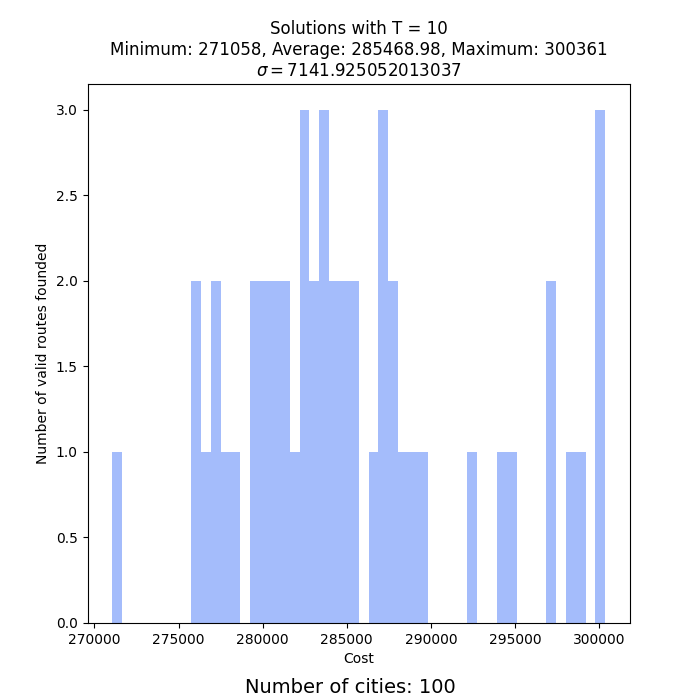 Solutions with T = 10
Minimum: 271058, Average: 285468.98, Maximum: 300361
σ = 7141.925052013037
3.0
2.5
2.0
1.5
1.0
0.5
0.0
Number of valid routes founded
270000 275000 280000 285000 290000 295000 300000
Cost
Number of cities: 100